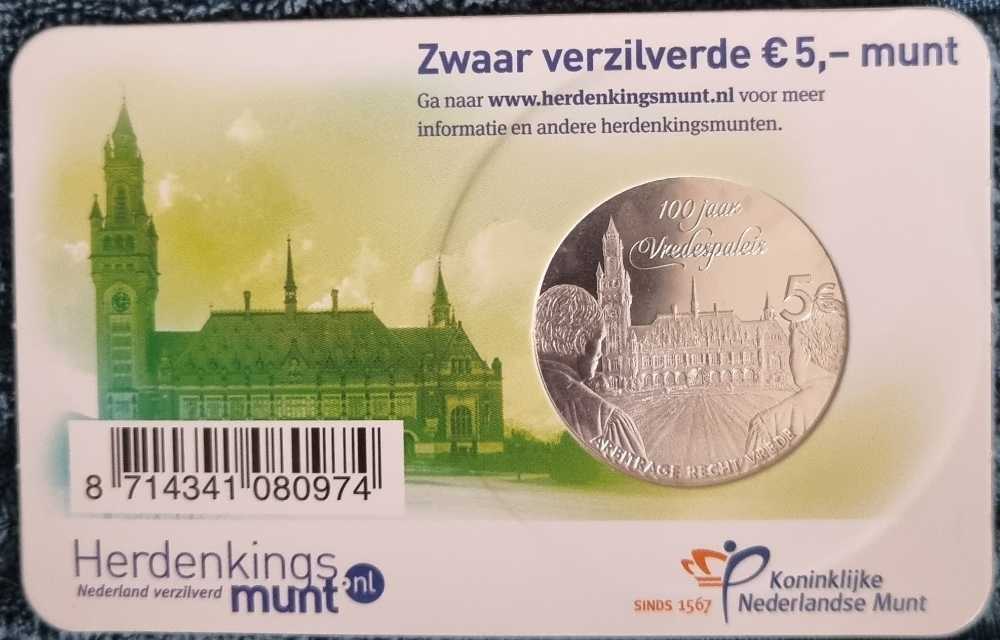 Zwaar verzilverde € 5,– munt
Ga naar www.herdenkingsmunt.nl voor meer
informatie en andere herdenkingsmunten.
100 jaar
Vredespaleis
5€
ARBITRAGE RECHT VREDE
8 714341 080974
Herdenkings
Nederland verzilverd
munt.nl
SINDS 1567
Koninklijke
Nederlandse Munt